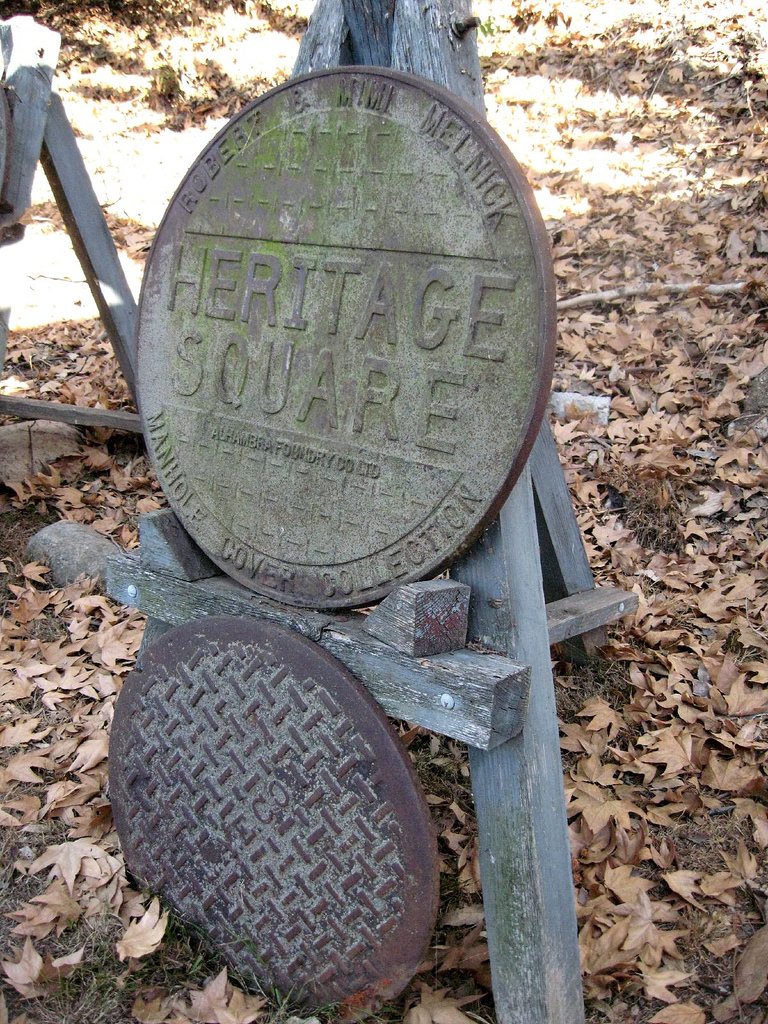 ROBERT & MIMI MELNICK
HERITAGE
SQUARE
ALHAMBRA FOUNDRY CO LTD
MANHOLE COVER COLLECTION